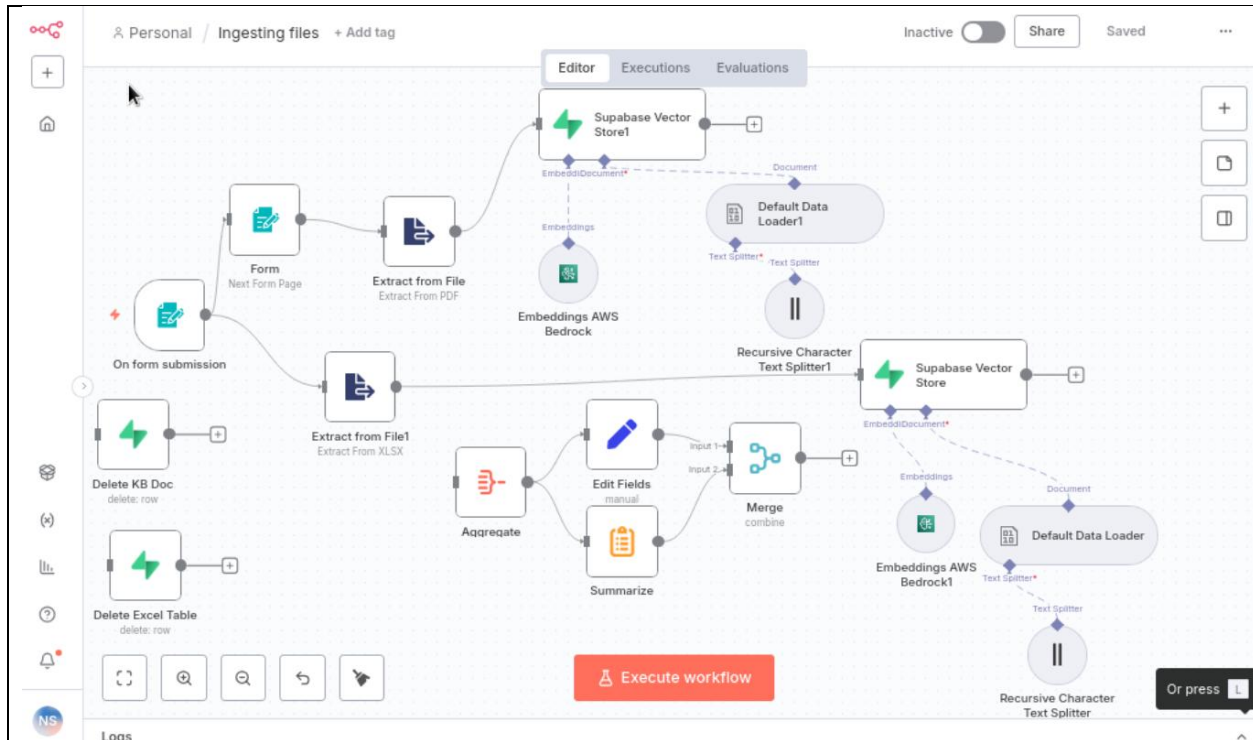 Personal / Ingesting files + Add tag
Inactive
Share
Saved
Editor
Executions
Evaluations
Supabase Vector
Store1
Embeddi
Document*
Document
Default Data
Loader1
Embeddings
Text Splitter*
Text Splitter
Form
Next Form Page
Extract from File
Extract From PDF
Embeddings AWS
Bedrock
Recursive Character
Text Splitter1
On form submission
Supabase Vector
Store
Embeddi
Document*
Extract from File1
Extract From XLSX
Input 1
Input 2
Delete KB Doc
delete: row
Edit Fields
manual
Merge
combine
Aggregate
Summarize
Embeddings
Document
Default Data Loader
Embeddings AWS
Bedrock1
Text Splitter*
Text Splitter
Delete Excel Table
delete: row
Execute workflow
Recursive Character
Text Splitter
Or press L
NS
Logs